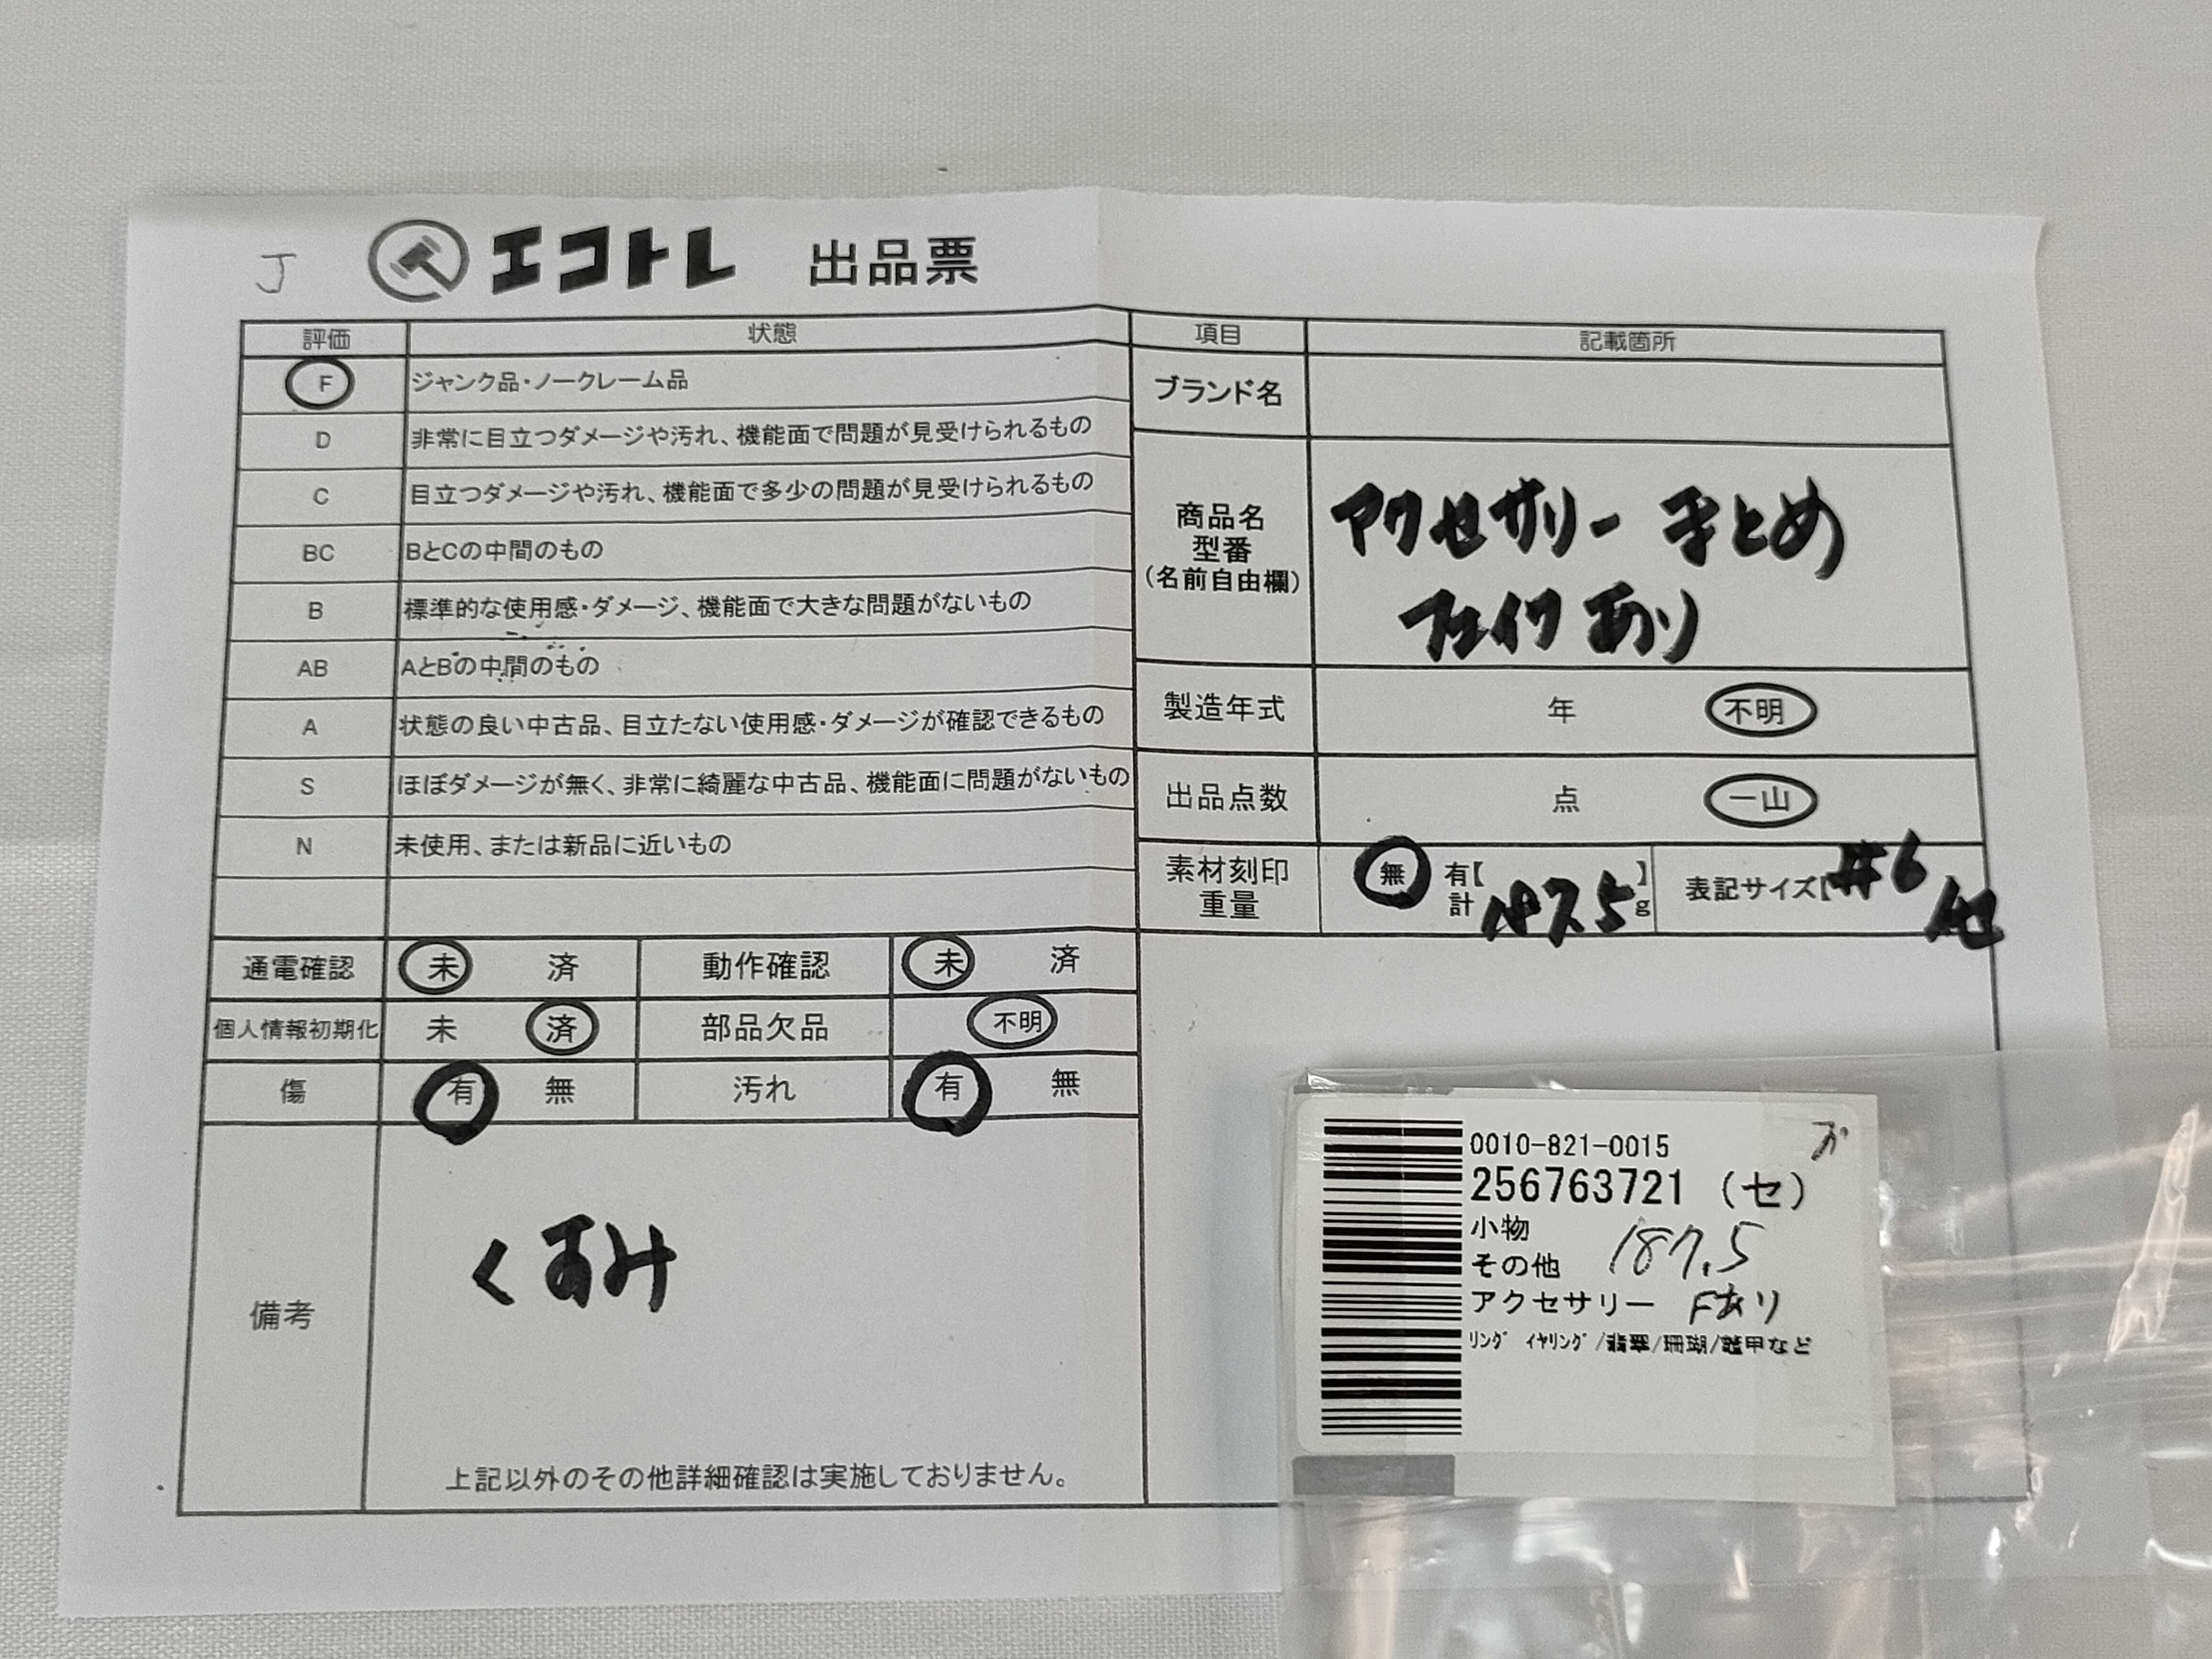 J エコトレ 出品票
評価 状態
F ジャンク品・ノークレーム品
D 非常に目立つダメージや汚れ、機能面で問題が見受けられるもの
C 目立つダメージや汚れ、機能面で多少の問題が見受けられるもの
BC BとCの中間のもの
B 標準的な使用感・ダメージ、機能面で大きな問題がないもの
AB AとBの中間のもの
A 状態の良い中古品、目立たない使用感・ダメージが確認できるもの
S ほぼダメージが無く、非常に綺麗な中古品、機能面に問題がないもの
N 未使用、または新品に近いもの
通電確認 未 済 動作確認 未 済
個人情報初期化 未 済 部品欠品 不明
傷 有 無 汚れ 有 無
備考
くすみ
上記以外のその他詳細確認は実施しておりません。
項目 記載箇所
ブランド名
商品名
型番
(名前自由欄)
アクセサリー まとめ
フェイクあり
製造年式 年 不明
出品点数 点 一山
素材刻印
重量
無 有【 】
計 187.5 g
表記サイズ【 #6
他
0010-821-0015
256763721 (セ)
小物
その他 187.5
アクセサリー Fあり
ﾘﾝｸﾞ ｲﾔﾘﾝｸﾞ/翡翠/珊瑚/鼈甲など